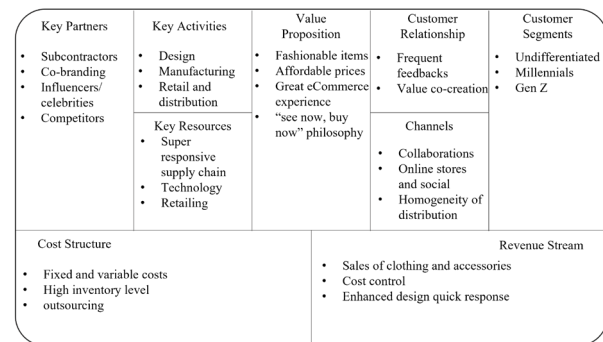 Key Partners
• Subcontractors
• Co-branding
• Influencers/
celebrities
• Competitors
Key Activities
• Design
• Manufacturing
• Retail and
distribution
Key Resources
• Super
responsive
supply chain
• Technology
• Retailing
Value
Proposition
• Fashionable items
• Affordable prices
• Great eCommerce
experience
• “see now, buy
now” philosophy
Customer
Relationship
• Frequent
feedbacks
• Value co-creation
Channels
• Collaborations
• Online stores
and social
• Homogeneity of
distribution
Customer
Segments
• Undifferentiated
• Millennials
• Gen Z
Cost Structure
• Fixed and variable costs
• High inventory level
• outsourcing
Revenue Stream
• Sales of clothing and accessories
• Cost control
• Enhanced design quick response